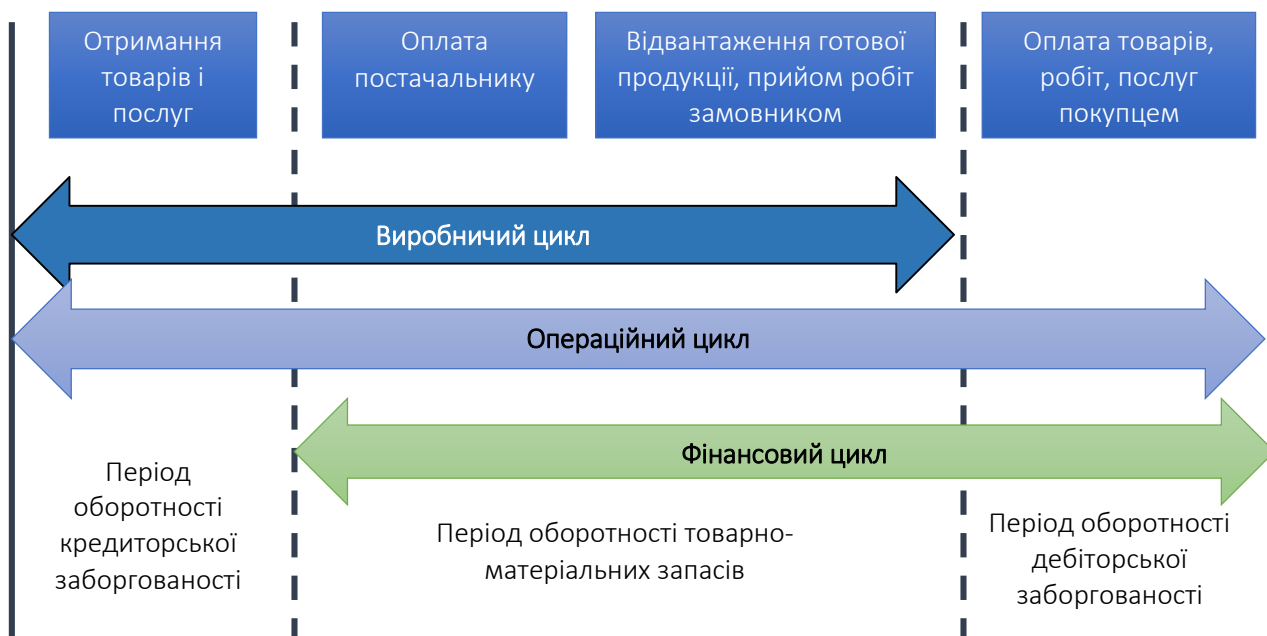 Отримання
товарів і
послуг
Оплата
постачальнику
Відвантаження готової
продукції, прийом робіт
замовником
Оплата товарів,
робіт, послуг
покупцем
Виробничий цикл
Операційний цикл
Фінансовий цикл
Період
оборотності
кредиторської
заборгованості
Період оборотності товарно-
матеріальних запасів
Період оборотності
дебіторської
заборгованості